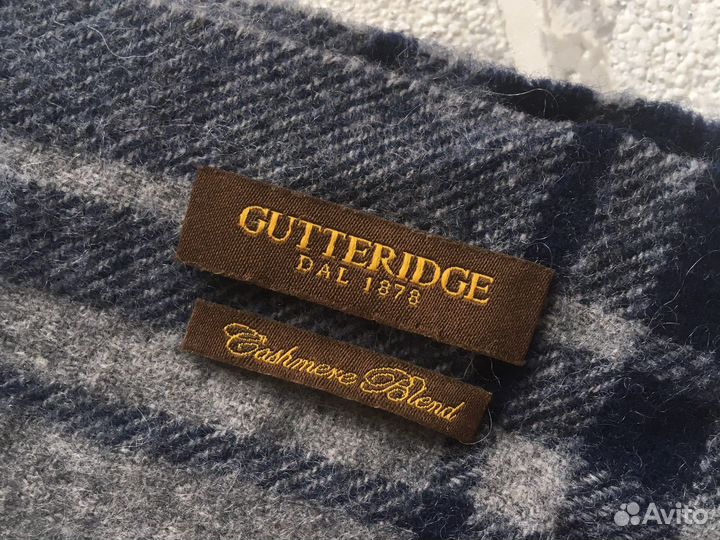 GUTTERIDGE
DAL 1878
Cashmere Blend
Avito